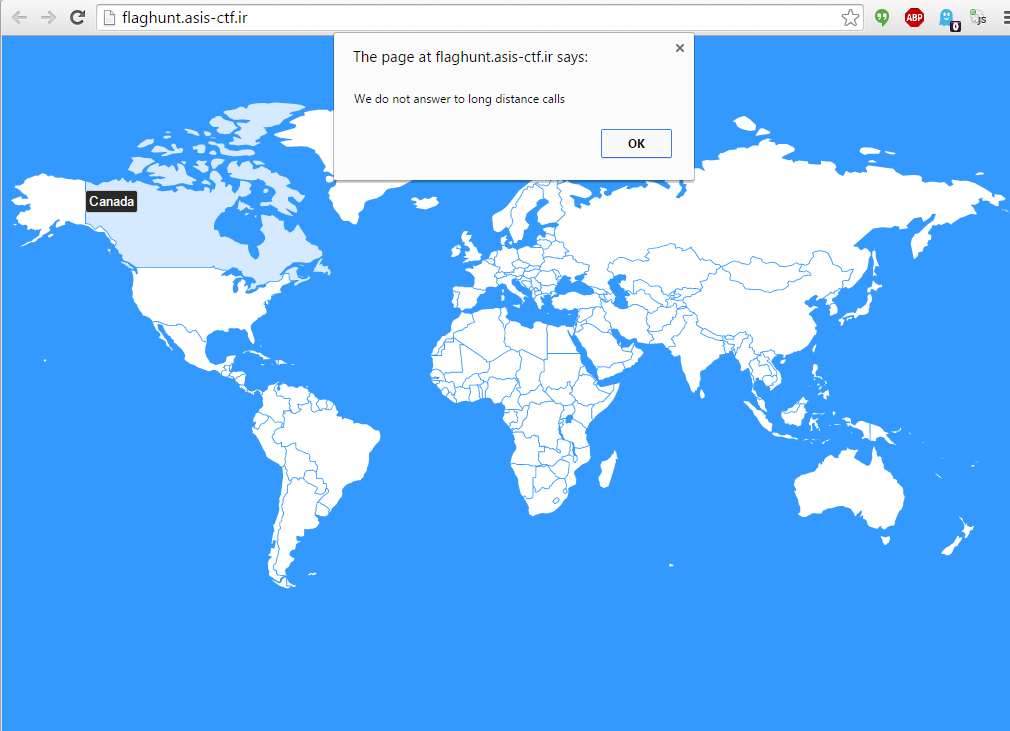 flaghunt.asis-ctf.ir
ABP
0
js
The page at flaghunt.asis-ctf.ir says:
We do not answer to long distance calls
OK
Canada